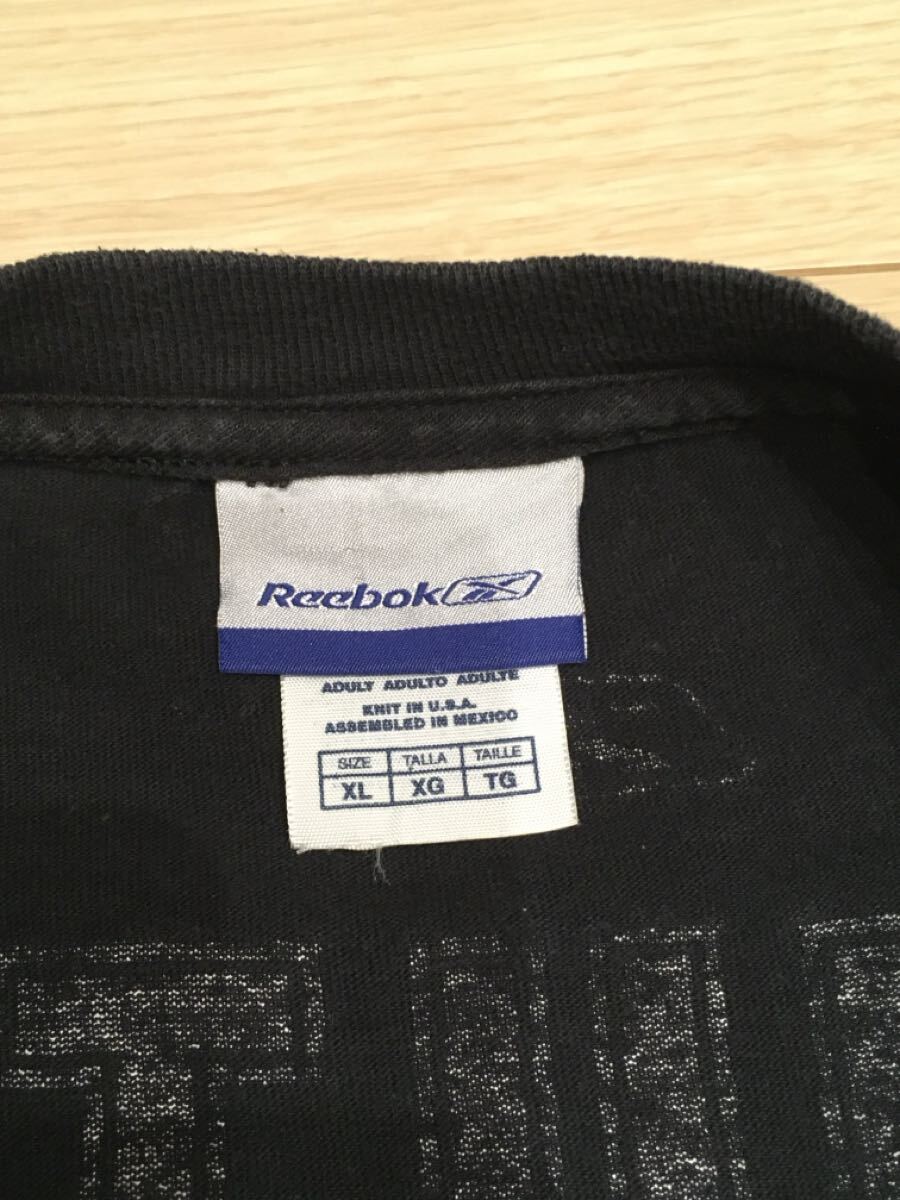 Reebok
ADULT ADULTO ADULTE
KNIT IN U.S.A.
ASSEMBLED IN MEXICO
SIZE TALLA TAILLE
XL XG TG